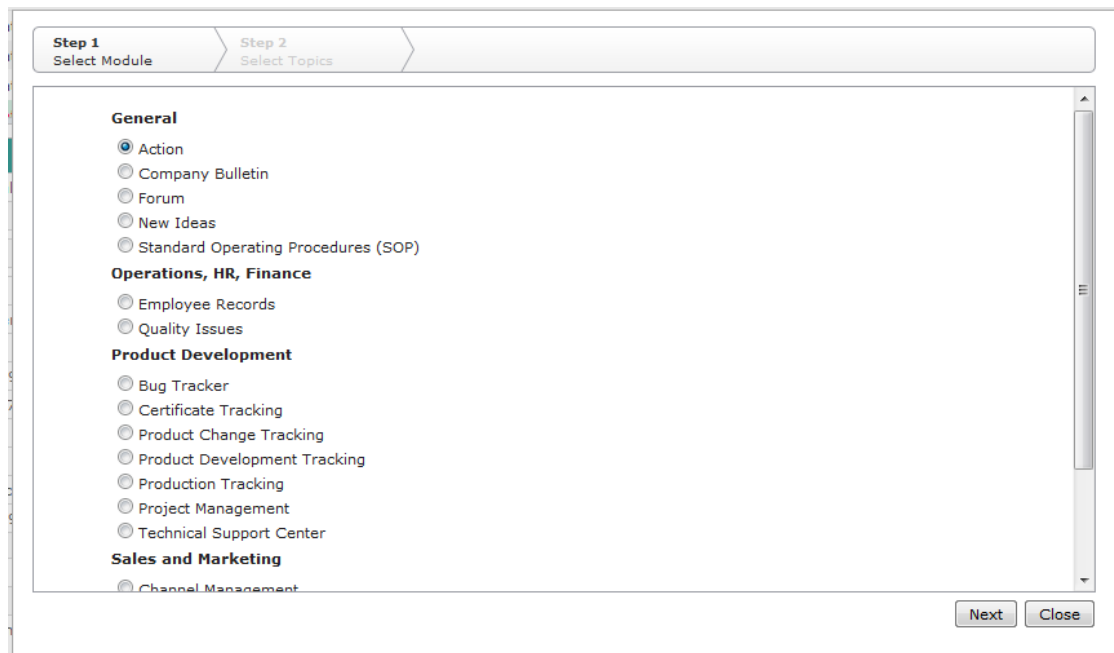 Step 1
Select Module
Step 2
Select Topics
General
Action
Company Bulletin
Forum
New Ideas
Standard Operating Procedures (SOP)
Operations, HR, Finance
Employee Records
Quality Issues
Product Development
Bug Tracker
Certificate Tracking
Product Change Tracking
Product Development Tracking
Production Tracking
Project Management
Technical Support Center
Sales and Marketing
Channel Management
Next Close